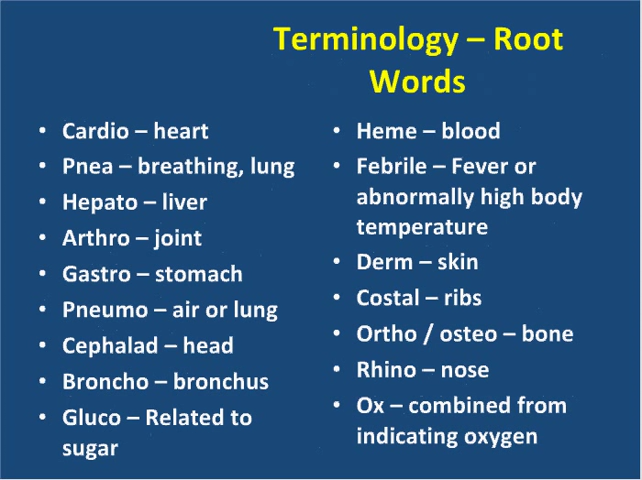 Terminology – Root
Words
• Cardio – heart
• Pnea – breathing, lung
• Hepato – liver
• Arthro – joint
• Gastro – stomach
• Pneumo – air or lung
• Cephalad – head
• Broncho – bronchus
• Gluco – Related to
sugar
• Heme – blood
• Febrile – Fever or
abnormally high body
temperature
• Derm – skin
• Costal – ribs
• Ortho / osteo – bone
• Rhino – nose
• Ox – combined from
indicating oxygen